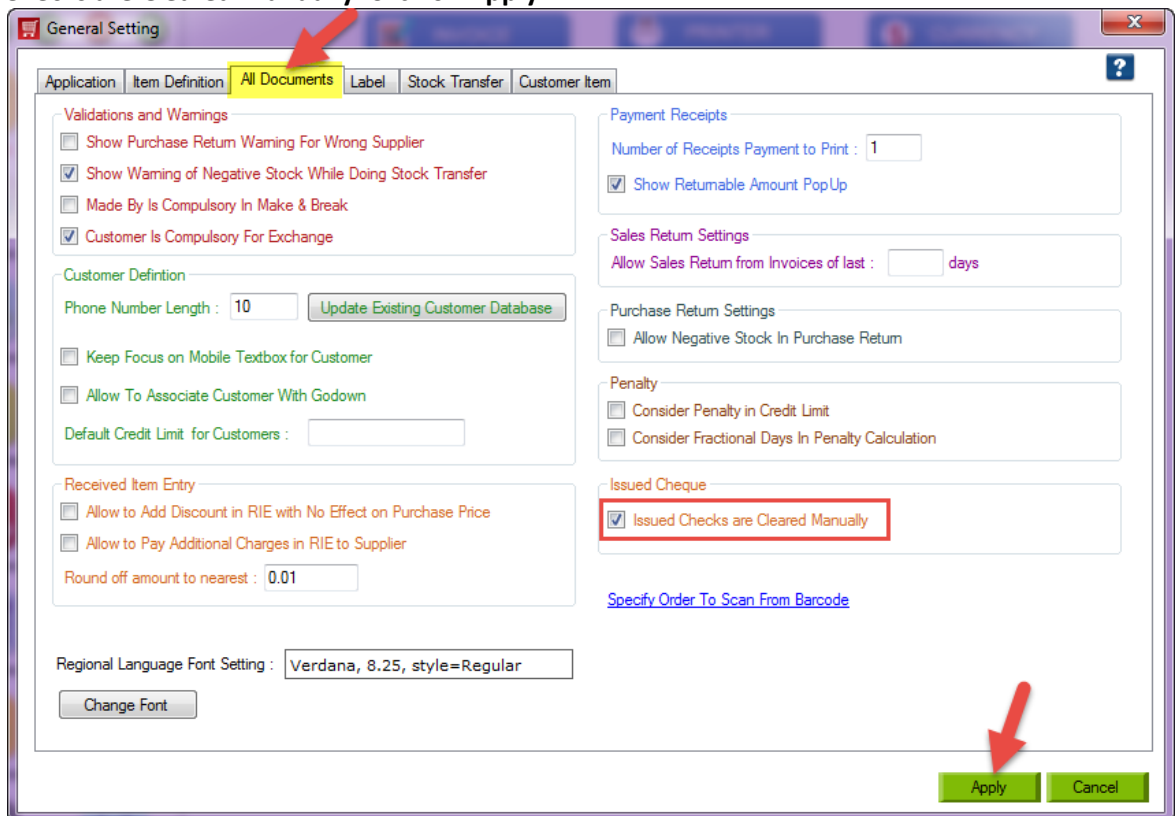 General Setting
Application Item Definition All Documents Label Stock Transfer Customer Item
Validations and Warnings
Show Purchase Return Warning For Wrong Supplier
Show Warning of Negative Stock While Doing Stock Transfer
Made By Is Compulsory In Make & Break
Customer Is Compulsory For Exchange
Customer Defintion
Phone Number Length : 10 Update Existing Customer Database
Keep Focus on Mobile Textbox for Customer
Allow To Associate Customer With Godown
Default Credit Limit for Customers :
Received Item Entry
Allow to Add Discount in RIE with No Effect on Purchase Price
Allow to Pay Additional Charges in RIE to Supplier
Round off amount to nearest : 0.01
Regional Language Font Setting : Verdana, 8.25, style=Regular
Change Font
Payment Receipts
Number of Receipts Payment to Print : 1
Show Returnable Amount PopUp
Sales Return Settings
Allow Sales Return from Invoices of last : days
Purchase Return Settings
Allow Negative Stock In Purchase Return
Penalty
Consider Penalty in Credit Limit
Consider Fractional Days In Penalty Calculation
Issued Cheque
Issued Checks are Cleared Manually
Specify Order To Scan From Barcode
Apply Cancel